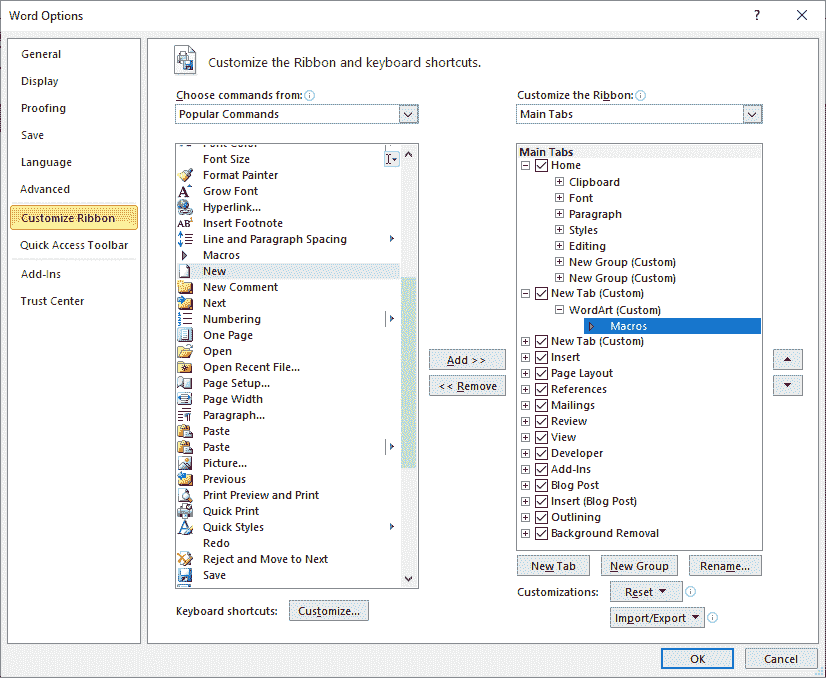 Word Options
?
General
Display
Proofing
Save
Language
Advanced
Customize Ribbon
Quick Access Toolbar
Add-Ins
Trust Center
Customize the Ribbon and keyboard shortcuts.
Choose commands from:
Popular Commands
Font Color
Font Size
Format Painter
Grow Font
Hyperlink...
Insert Footnote
Line and Paragraph Spacing
Macros
New
New Comment
Next
Numbering
One Page
Open
Open Recent File...
Page Setup...
Page Width
Paragraph...
Paste
Paste
Picture...
Previous
Print Preview and Print
Quick Print
Quick Styles
Redo
Reject and Move to Next
Save
Keyboard shortcuts: Customize...
Add >>
<< Remove
Customize the Ribbon:
Main Tabs
Main Tabs
Home
Clipboard
Font
Paragraph
Styles
Editing
New Group (Custom)
New Group (Custom)
New Tab (Custom)
WordArt (Custom)
Macros
New Tab (Custom)
Insert
Page Layout
References
Mailings
Review
View
Developer
Add-Ins
Blog Post
Insert (Blog Post)
Outlining
Background Removal
New Tab New Group Rename...
Customizations: Reset
Import/Export
OK Cancel